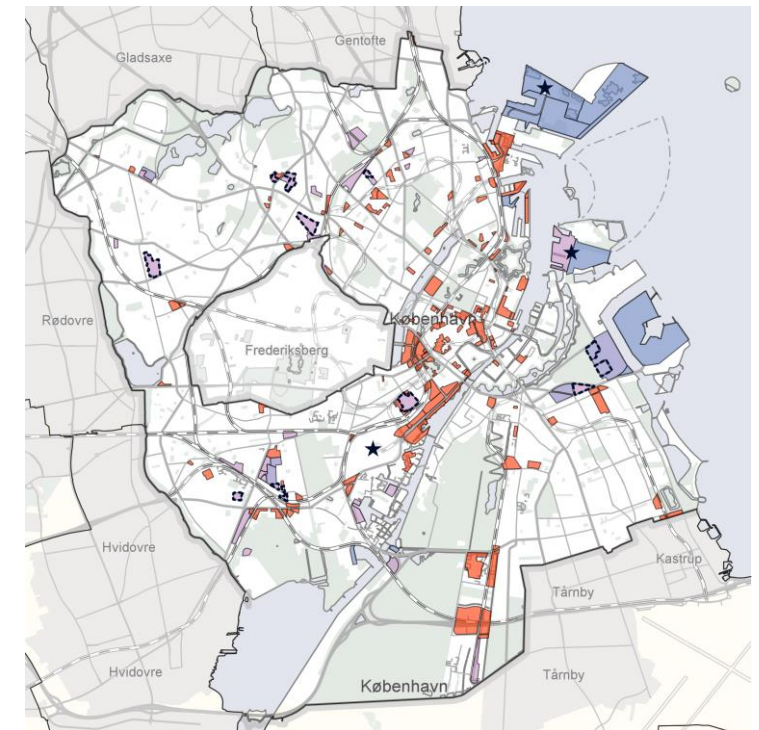 Gentofte
Gladsaxe
Rødovre
København
Frederiksberg
Hvidovre
Kastrup
Tårnby
Hvidovre
Tårnby
København